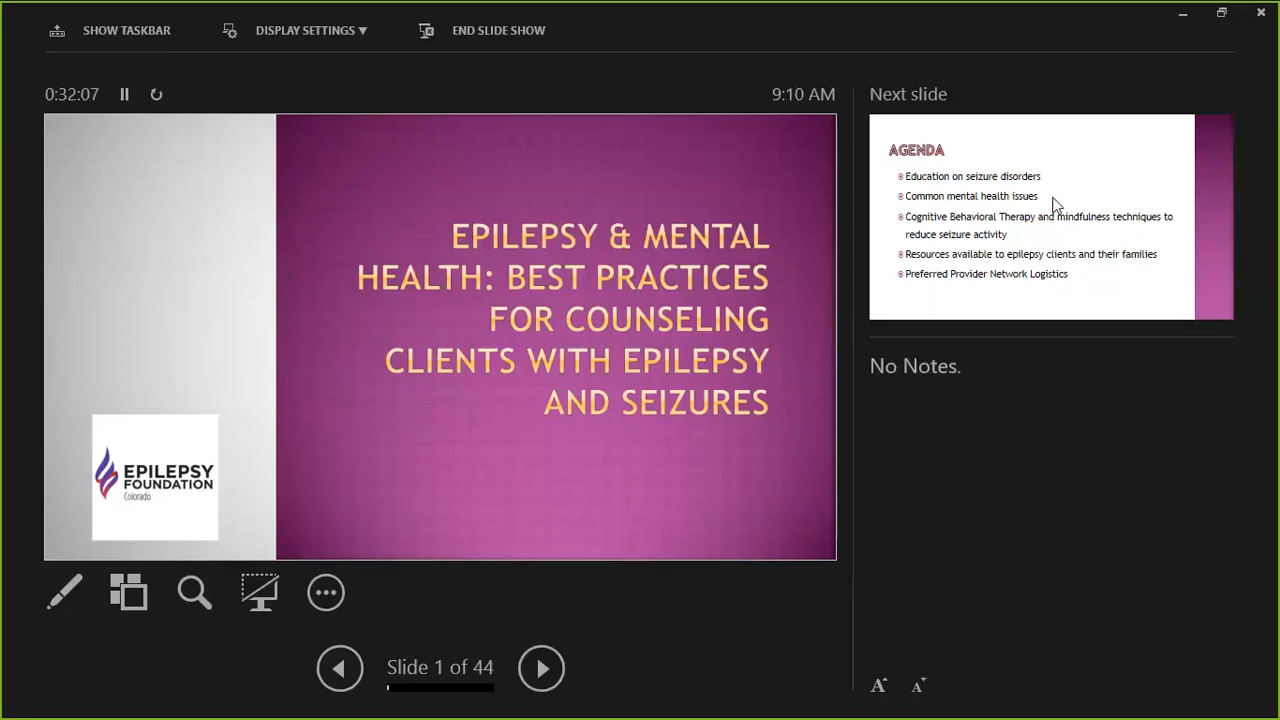 SHOW TASKBAR
DISPLAY SETTINGS ▼
END SLIDE SHOW
0:32:07
9:10 AM
EPILEPSY & MENTAL
HEALTH: BEST PRACTICES
FOR COUNSELING
CLIENTS WITH EPILEPSY
AND SEIZURES
EPILEPSY
FOUNDATION
Colorado
Slide 1 of 44
Next slide
AGENDA
Education on seizure disorders
Common mental health issues
Cognitive Behavioral Therapy and mindfulness techniques to
reduce seizure activity
Resources available to epilepsy clients and their families
Preferred Provider Network Logistics
No Notes.
A A